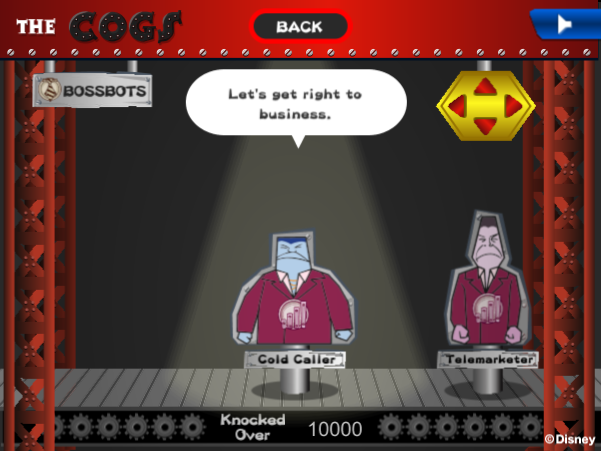 THE COGS
BACK
BOSSBOTS
Let's get right to
business.
Cold Caller
Telemarketer
Knocked
Over
10000
©Disney